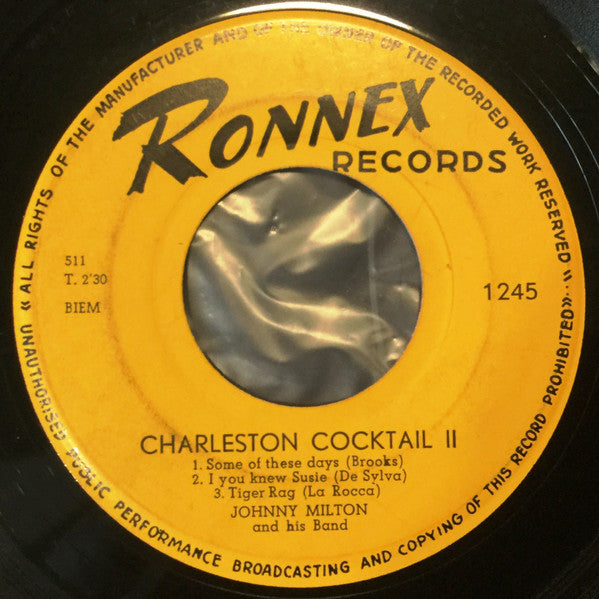 « ALL RIGHTS OF THE MANUFACTURER AND OF THE OWNER OF THE RECORDED WORK RESERVED »
RONNEX
RECORDS
511
T. 2'30
BIEM
1245
CHARLESTON COCKTAIL II
1. Some of these days (Brooks)
2. I you knew Susie (De Sylva)
3. Tiger Rag (La Rocca)
JOHNNY MILTON
and his Band
UNAUTHORISED PUBLIC PERFORMANCE BROADCASTING AND COPYING OF THIS RECORD PROHIBITED